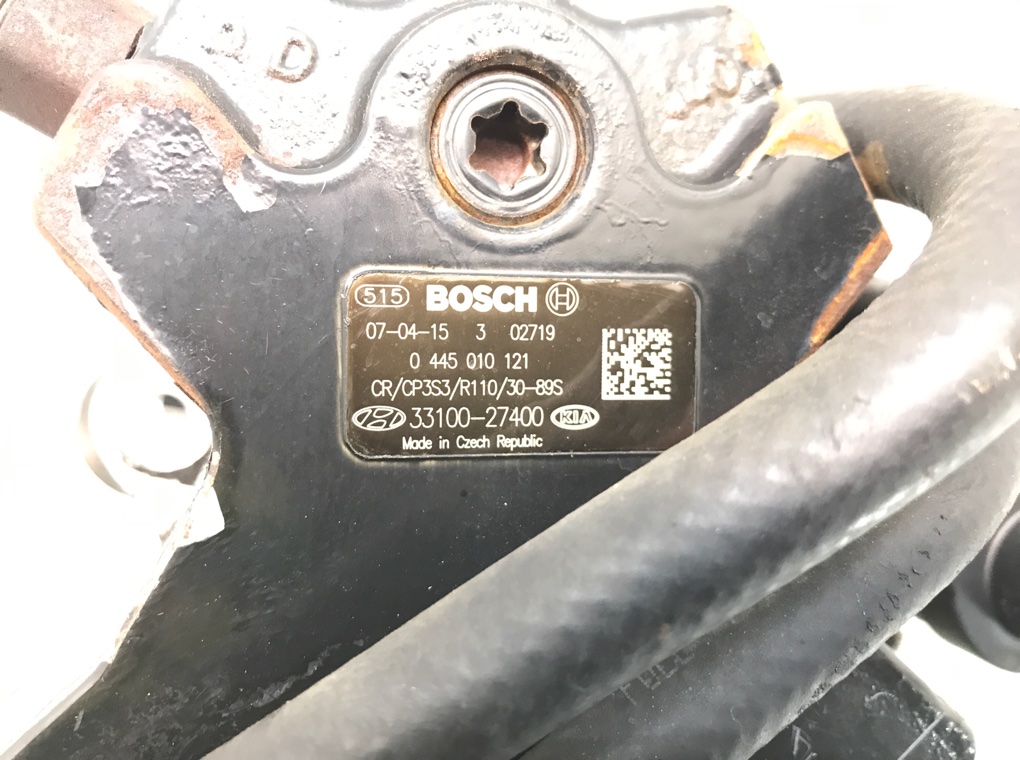 515 BOSCH
07-04-15 3 02719
0 445 010 121
CR/CP3S3/R110/30-89S
33100-27400 KIA
Made in Czech Republic